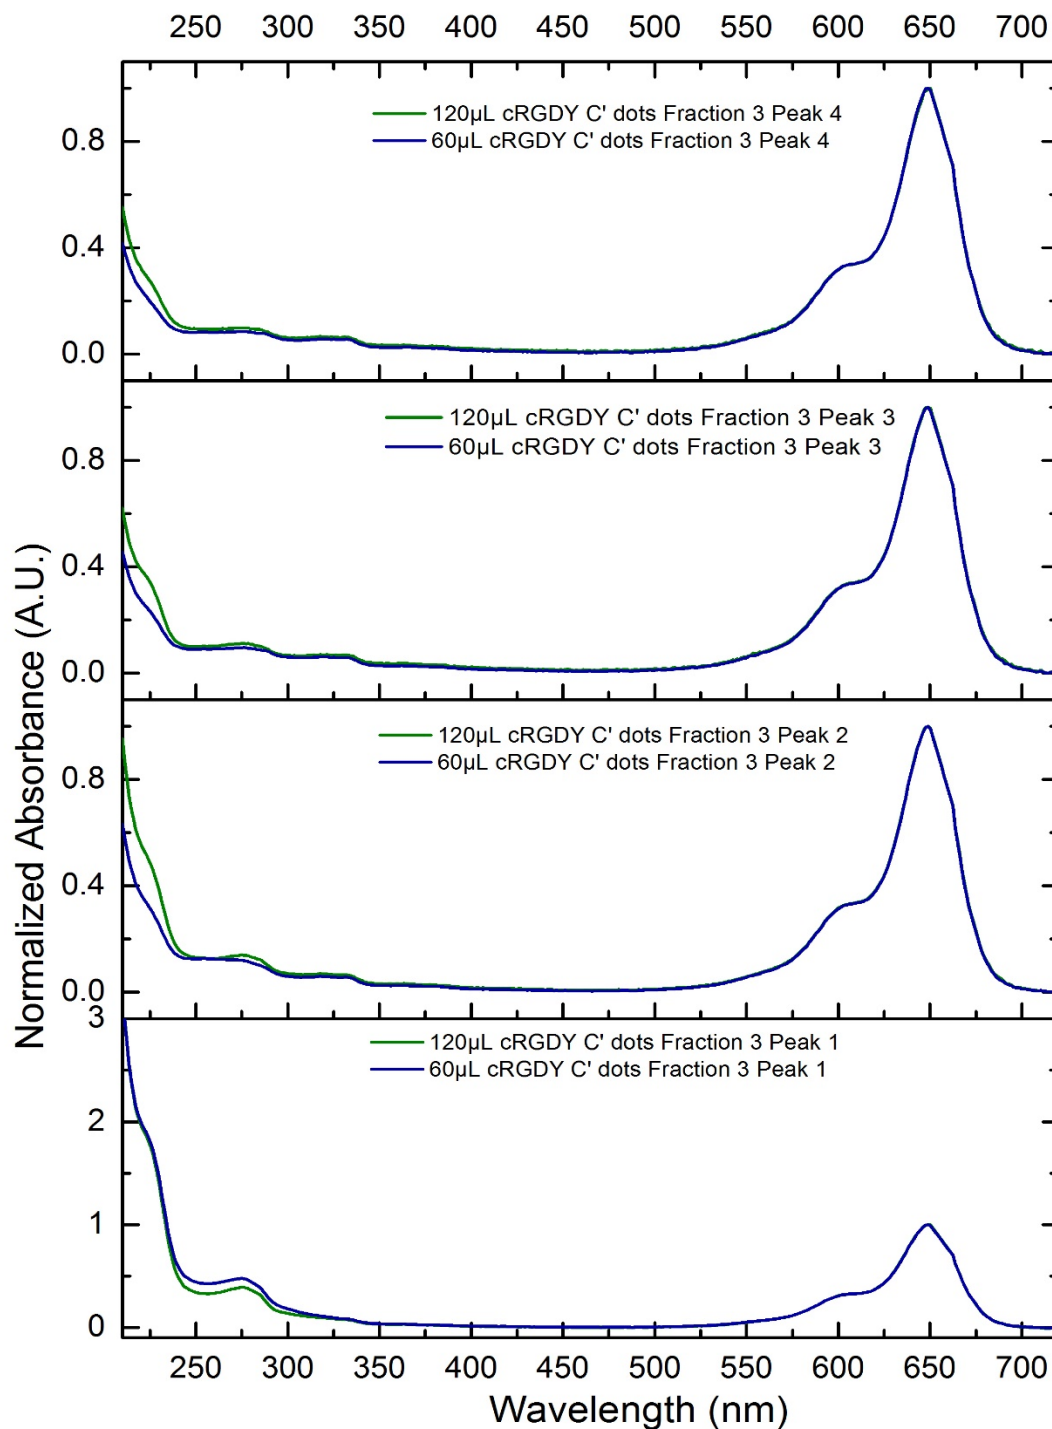 250 300 350 400 450 500 550 600 650 700
120µL cRGDY C' dots Fraction 3 Peak 4
60µL cRGDY C' dots Fraction 3 Peak 4
0.8
0.4
0.0
120µL cRGDY C' dots Fraction 3 Peak 3
60µL cRGDY C' dots Fraction 3 Peak 3
0.8
0.4
0.0
120µL cRGDY C' dots Fraction 3 Peak 2
60µL cRGDY C' dots Fraction 3 Peak 2
0.8
0.4
0.0
120µL cRGDY C' dots Fraction 3 Peak 1
60µL cRGDY C' dots Fraction 3 Peak 1
3
2
1
0
250 300 350 400 450 500 550 600 650 700
Wavelength (nm)
Normalized Absorbance (A.U.)